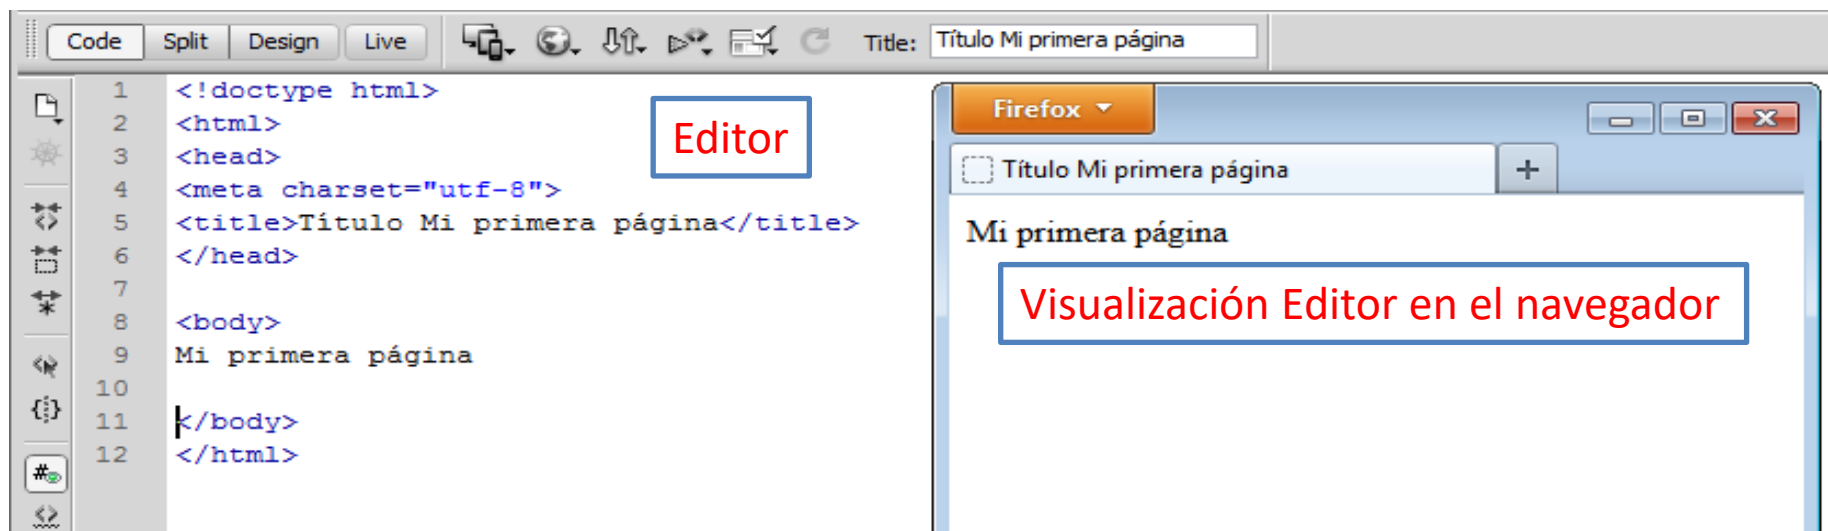 Code Split Design Live Title: Título Mi primera página
1 <!doctype html>
2 <html>
3 <head>
4 <meta charset="utf-8">
5 <title>Título Mi primera página</title>
6 </head>
7
8 <body>
9 Mi primera página
10
11 </body>
12 </html>
Editor
Firefox
Título Mi primera página
Mi primera página
Visualización Editor en el navegador